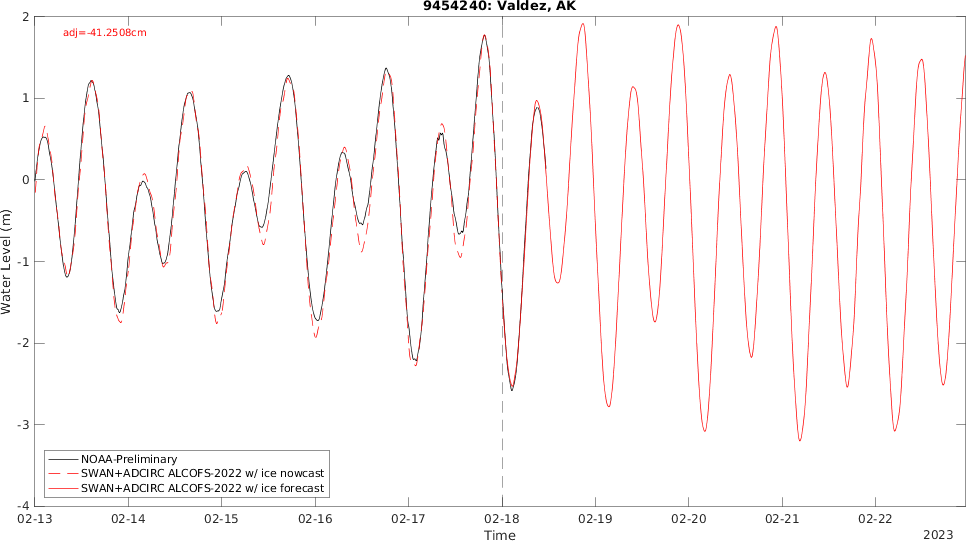 9454240: Valdez, AK
adj=-41.2508cm
2
1
0
-1
-2
-3
-4
Water Level (m)
NOAA-Preliminary
SWAN+ADCIRC ALCOFS-2022 w/ ice nowcast
SWAN+ADCIRC ALCOFS-2022 w/ ice forecast
02-13 02-14 02-15 02-16 02-17 02-18 02-19 02-20 02-21 02-22
Time
2023